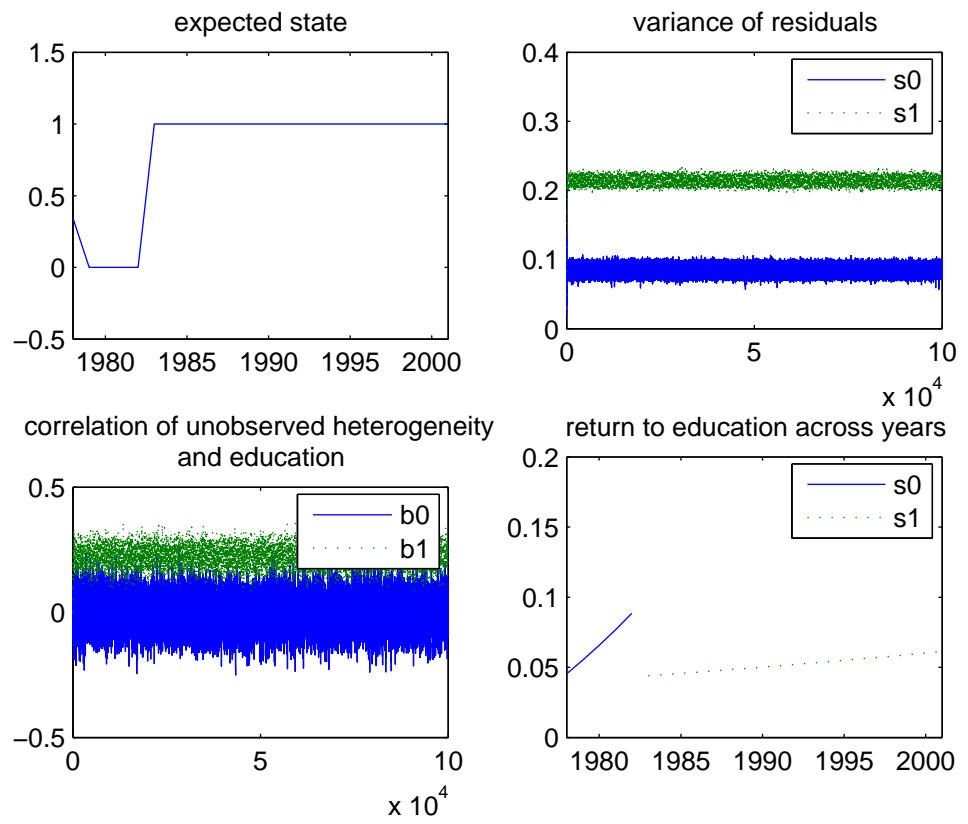 expected state
1.5
1
0.5
0
−0.5
1980 1985 1990 1995 2000
variance of residuals
0.4
0.3
0.2
0.1
0
s0
s1
0 5 10
x 10^4
correlation of unobserved heterogeneity
and education
0.5
0
−0.5
b0
b1
0 5 10
x 10^4
return to education across years
0.2
0.15
0.1
0.05
0
s0
s1
1980 1985 1990 1995 2000